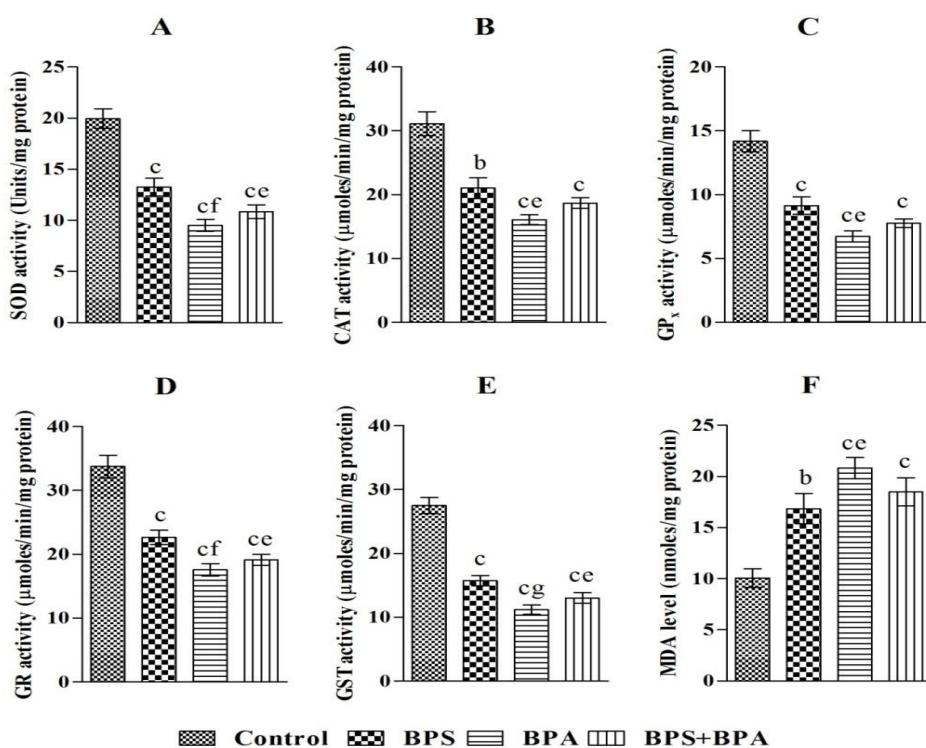 A
SOD activity (Units/mg protein)
25
20
15
10
5
0
c
cf
ce
B
CAT activity (μmoles/min/mg protein)
40
30
20
10
0
b
ce
c
C
GPx activity (μmoles/min/mg protein)
20
15
10
5
0
c
ce
c
D
GR activity (μmoles/min/mg protein)
40
30
20
10
0
c
cf
ce
E
GST activity (μmoles/min/mg protein)
40
30
20
10
0
c
cg
ce
F
MDA level (nmoles/mg protein)
25
20
15
10
5
0
b
ce
c
Control BPS BPA BPS+BPA